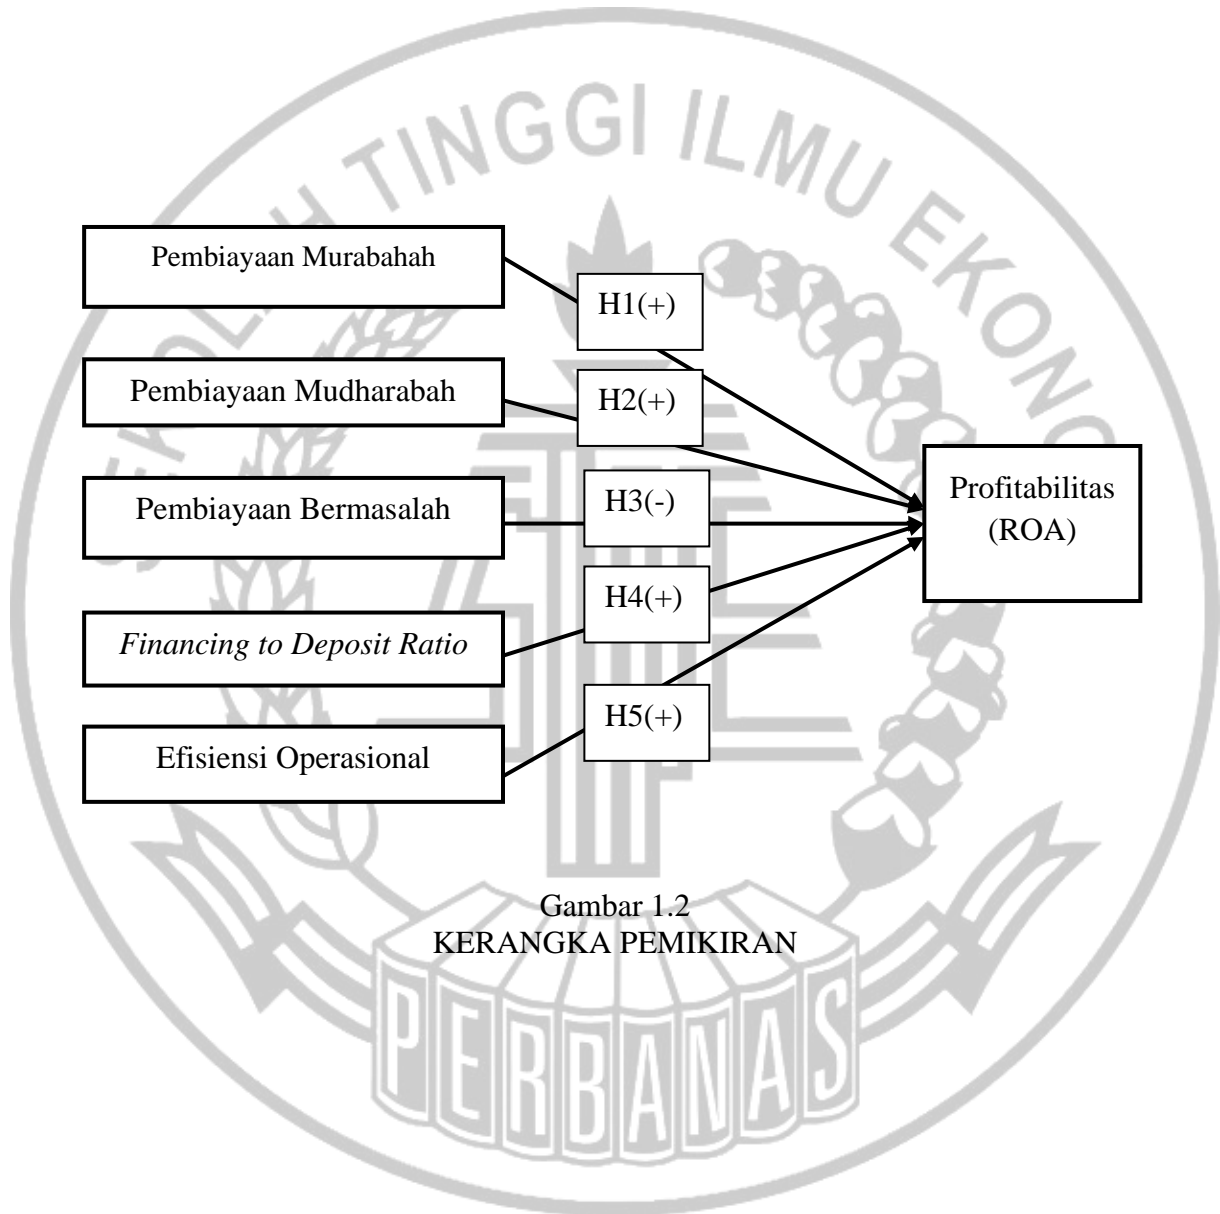 SEKOLAH TINGGI ILMU EKONO
Pembiayaan Murabahah
H1(+)
Pembiayaan Mudharabah
H2(+)
Pembiayaan Bermasalah
H3(-)
Profitabilitas
(ROA)
Financing to Deposit Ratio
H4(+)
Efisiensi Operasional
H5(+)
Gambar 1.2
KERANGKA PEMIKIRAN
PERBANAS